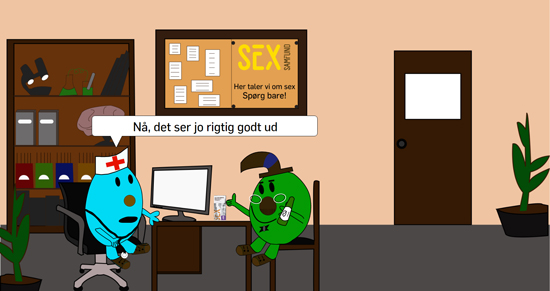 SEX
SAMFUND
Her taler vi om sex
Spørg bare!
Nå, det ser jo rigtig godt ud